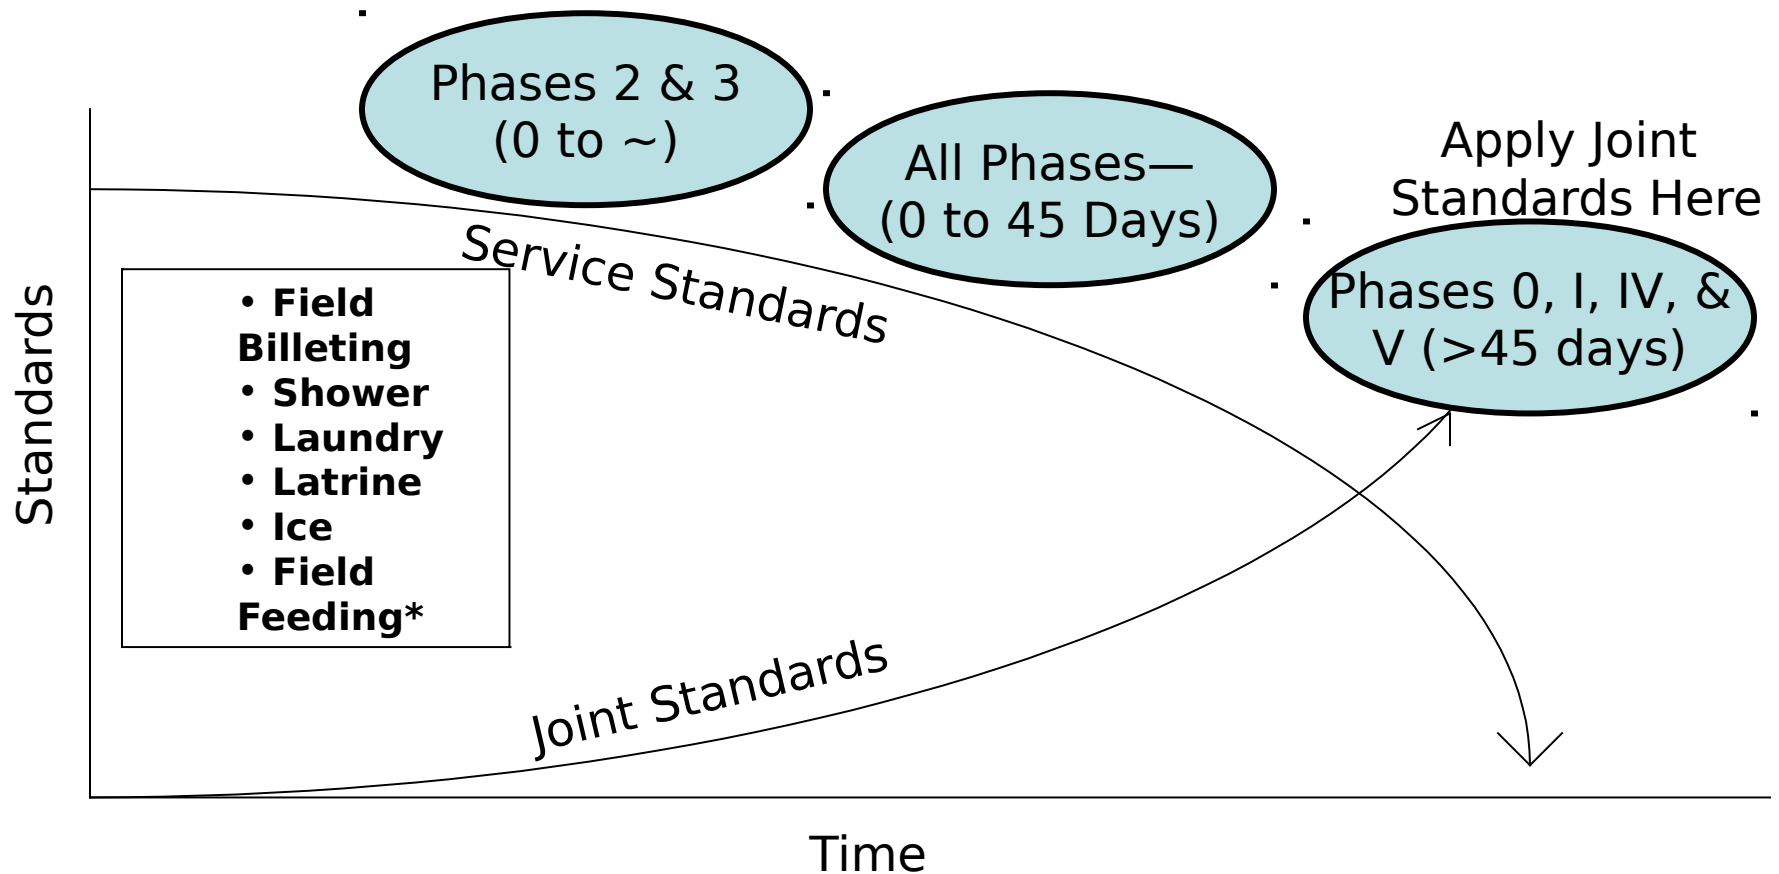 Phases 2 & 3
(0 to ~)
All Phases—
(0 to 45 Days)
Apply Joint
Standards Here
Phases 0, I, IV, &
V (>45 days)
Service Standards
• Field
Billeting
• Shower
• Laundry
• Latrine
• Ice
• Field
Feeding*
Standards
Joint Standards
Time